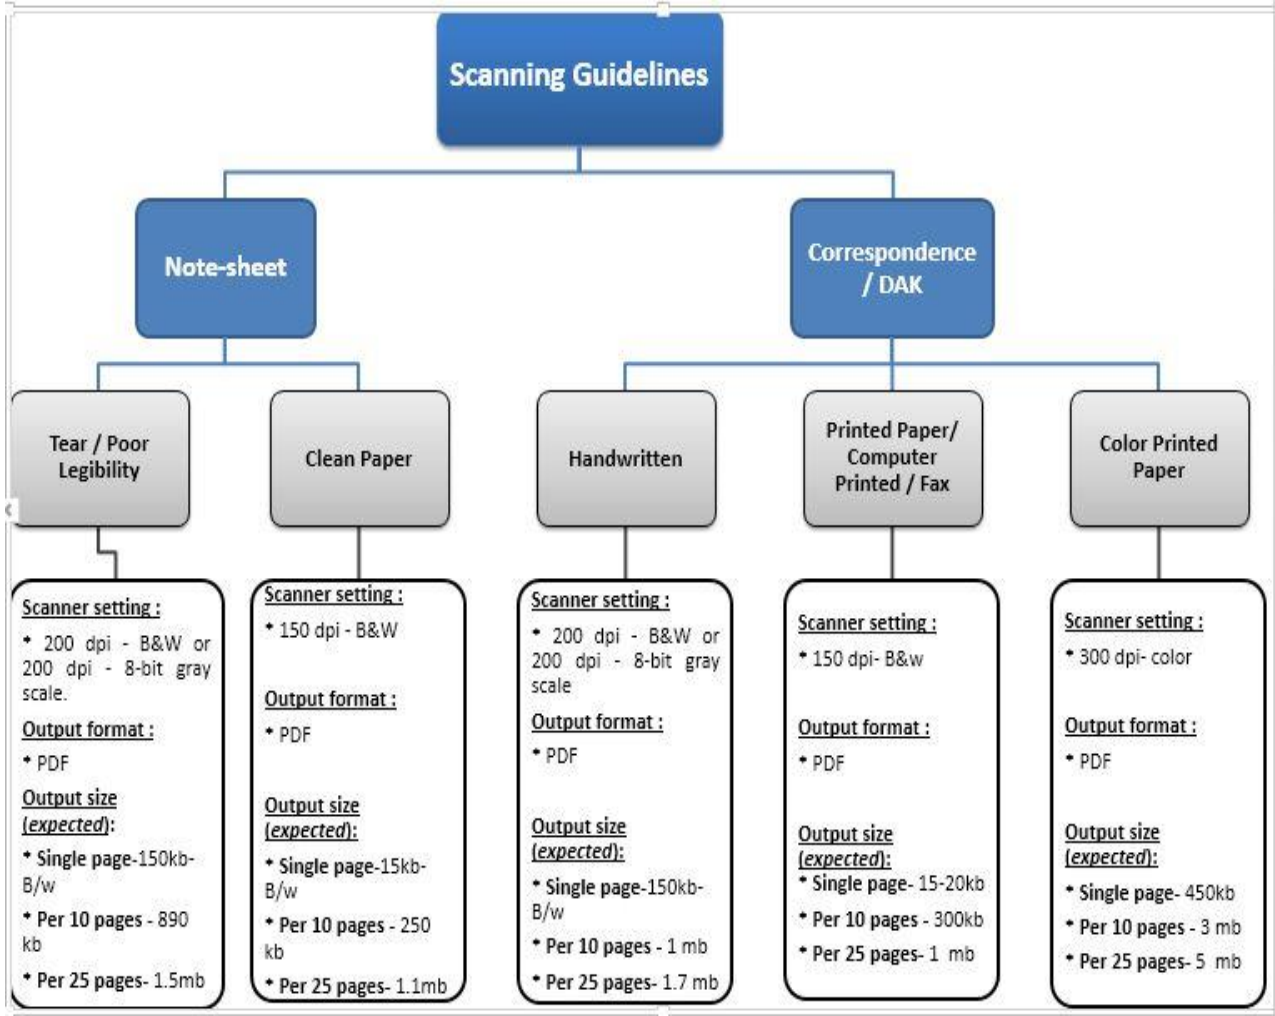 Scanning Guidelines
Note-sheet
Correspondence
/ DAK
Tear / Poor
Legibility
Clean Paper
Handwritten
Printed Paper/
Computer
Printed / Fax
Color Printed
Paper
Scanner setting :
* 200 dpi - B&W or
200 dpi - 8-bit gray
scale.
Output format :
* PDF
Output size
(expected):
* Single page-150kb-
B/w
* Per 10 pages - 890
kb
* Per 25 pages- 1.5mb
Scanner setting :
* 150 dpi - B&W
Output format :
* PDF
Output size
(expected):
* Single page-15kb-
B/w
* Per 10 pages - 250
kb
* Per 25 pages- 1.1mb
Scanner setting :
* 200 dpi - B&W or
200 dpi - 8-bit gray
scale
Output format :
* PDF
Output size
(expected):
* Single page-150kb-
B/w
* Per 10 pages - 1 mb
* Per 25 pages- 1.7 mb
Scanner setting :
* 150 dpi- B&w
Output format :
* PDF
Output size
(expected):
* Single page- 15-20kb
* Per 10 pages - 300kb
* Per 25 pages- 1 mb
Scanner setting :
* 300 dpi- color
Output format :
* PDF
Output size
(expected):
* Single page- 450kb
* Per 10 pages - 3 mb
* Per 25 pages- 5 mb